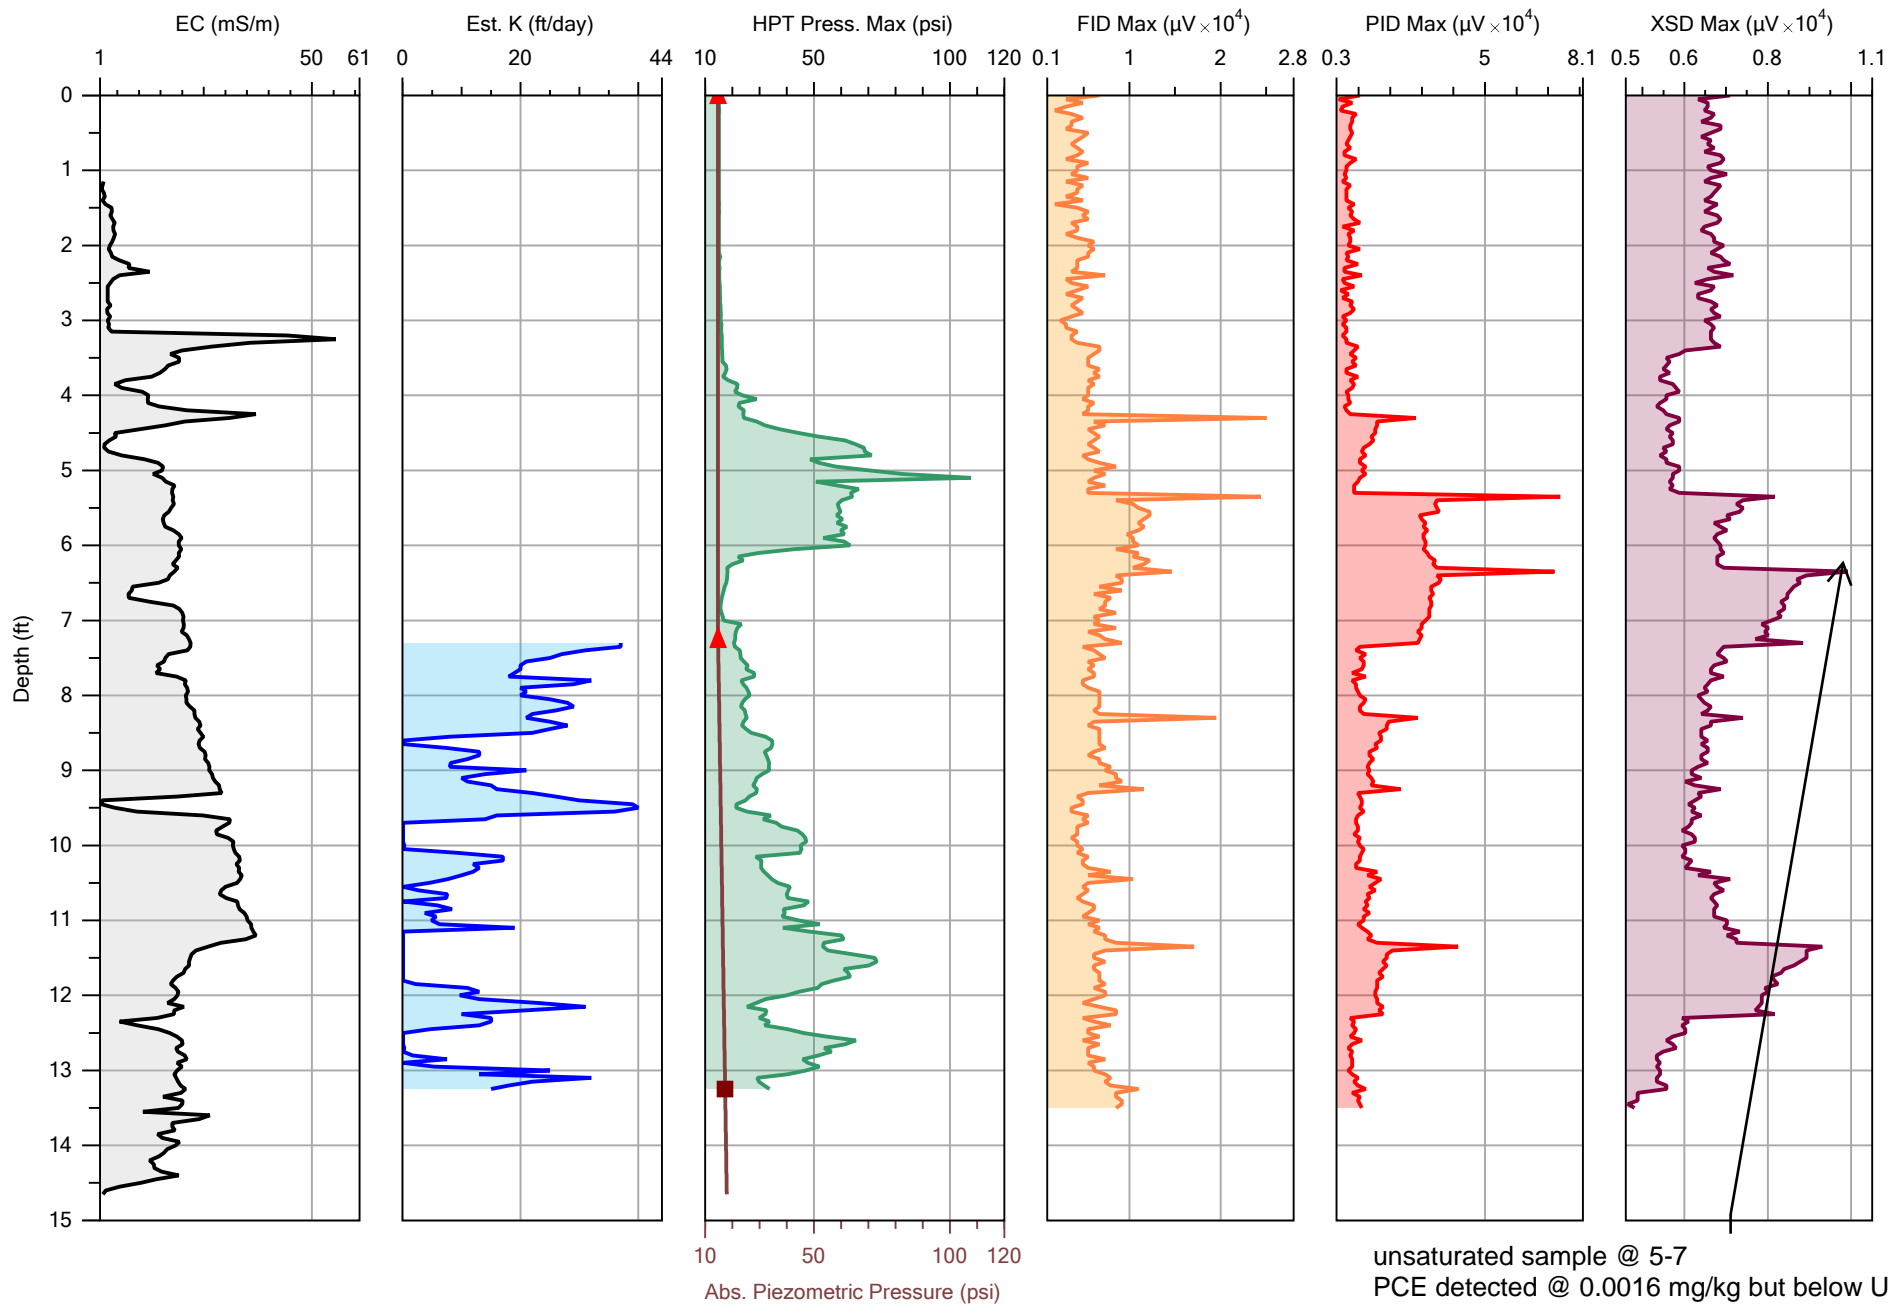 EC (mS/m) Est. K (ft/day) HPT Press. Max (psi) FID Max (µV ×10⁴) PID Max (µV ×10⁴) XSD Max (µV ×10⁴)
1 50 61 0 20 44 10 50 100 120 0.1 1 2 2.8 0.3 5 8.1 0.5 0.6 0.8 1.1
0
1
2
3
4
5
6
7
8
9
10
11
12
13
14
15
Depth (ft)
10 50 100 120
Abs. Piezometric Pressure (psi)
unsaturated sample @ 5-7
PCE detected @ 0.0016 mg/kg but below U